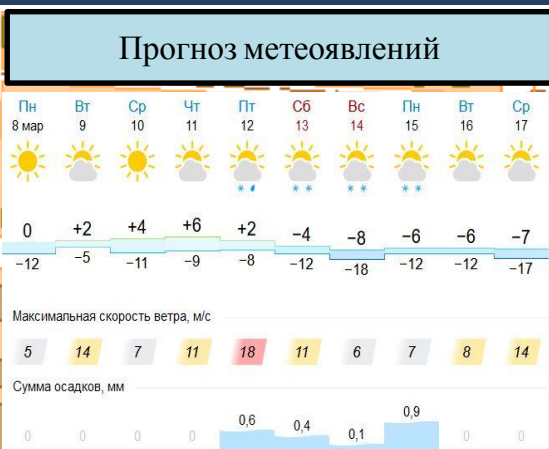 Прогноз метеоявлений
Пн Вт Ср Чт Пт Сб Вс Пн Вт Ср
8 мар 9 10 11 12 13 14 15 16 17
0 +2 +4 +6 +2 −4 −8 −6 −6 −7
−12 −5 −11 −9 −8 −12 −18 −12 −12 −17
Максимальная скорость ветра, м/с
5 14 7 11 18 11 6 7 8 14
Сумма осадков, мм
0 0 0 0 0,6 0,4 0,1 0,9 0 0